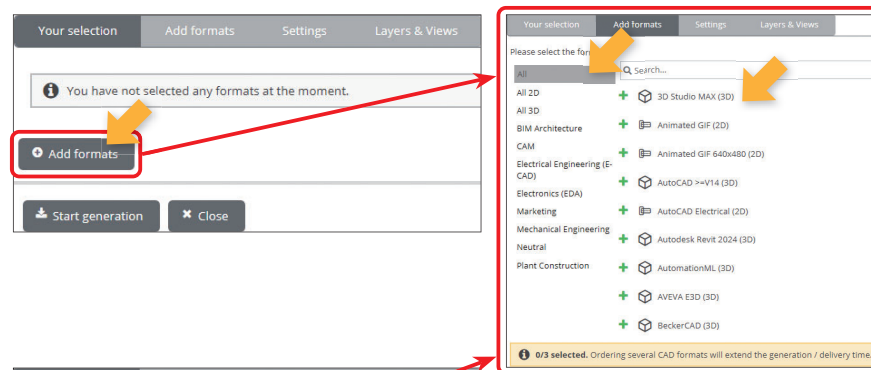 Your selection
Add formats
Settings
Layers & Views
You have not selected any formats at the moment.
Add formats
Start generation
Close
Your selection
Add formats
Settings
Layers & Views
Please select the for
All
All 2D
All 3D
BIM Architecture
CAM
Electrical Engineering (E-
CAD)
Electronics (EDA)
Marketing
Mechanical Engineering
Neutral
Plant Construction
Search...
3D Studio MAX (3D)
Animated GIF (2D)
Animated GIF 640x480 (2D)
AutoCAD >=V14 (3D)
AutoCAD Electrical (2D)
Autodesk Revit 2024 (3D)
AutomationML (3D)
AVEVA E3D (3D)
BeckerCAD (3D)
0/3 selected. Ordering several CAD formats will extend the generation / delivery time.